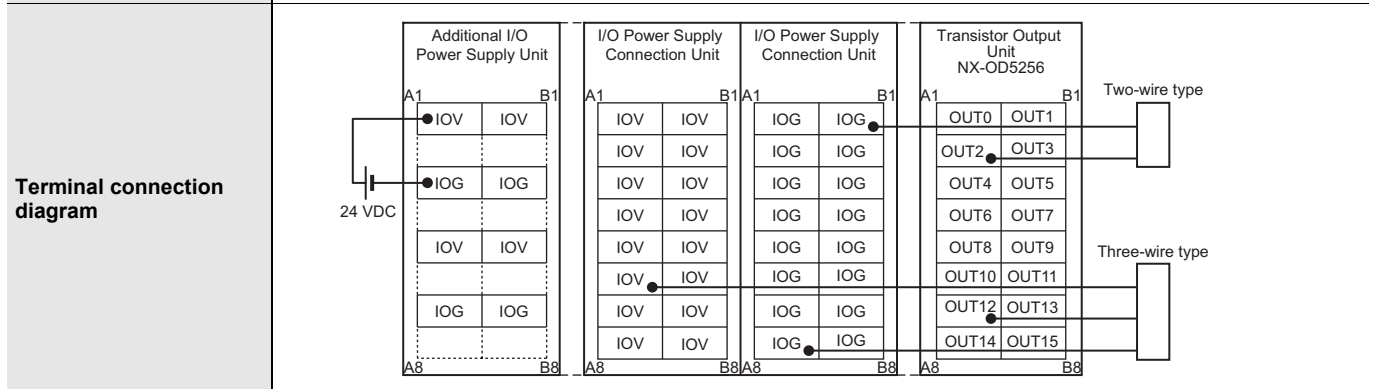 Terminal connection
diagram
24 VDC
Additional I/O
Power Supply Unit
A1 B1
IOV IOV
IOG IOG
IOV IOV
IOG IOG
A8 B8
I/O Power Supply
Connection Unit
A1 B1
IOV IOV
IOV IOV
IOV IOV
IOV IOV
IOV IOV
IOV IOV
IOV IOV
IOV IOV
A8 B8
I/O Power Supply
Connection Unit
A1 B1
IOG IOG
IOG IOG
IOG IOG
IOG IOG
IOG IOG
IOG IOG
IOG IOG
IOG IOG
A8 B8
Transistor Output
Unit
NX-OD5256
A1 B1
OUT0 OUT1
OUT2 OUT3
OUT4 OUT5
OUT6 OUT7
OUT8 OUT9
OUT10 OUT11
OUT12 OUT13
OUT14 OUT15
A8 B8
Two-wire type
Three-wire type